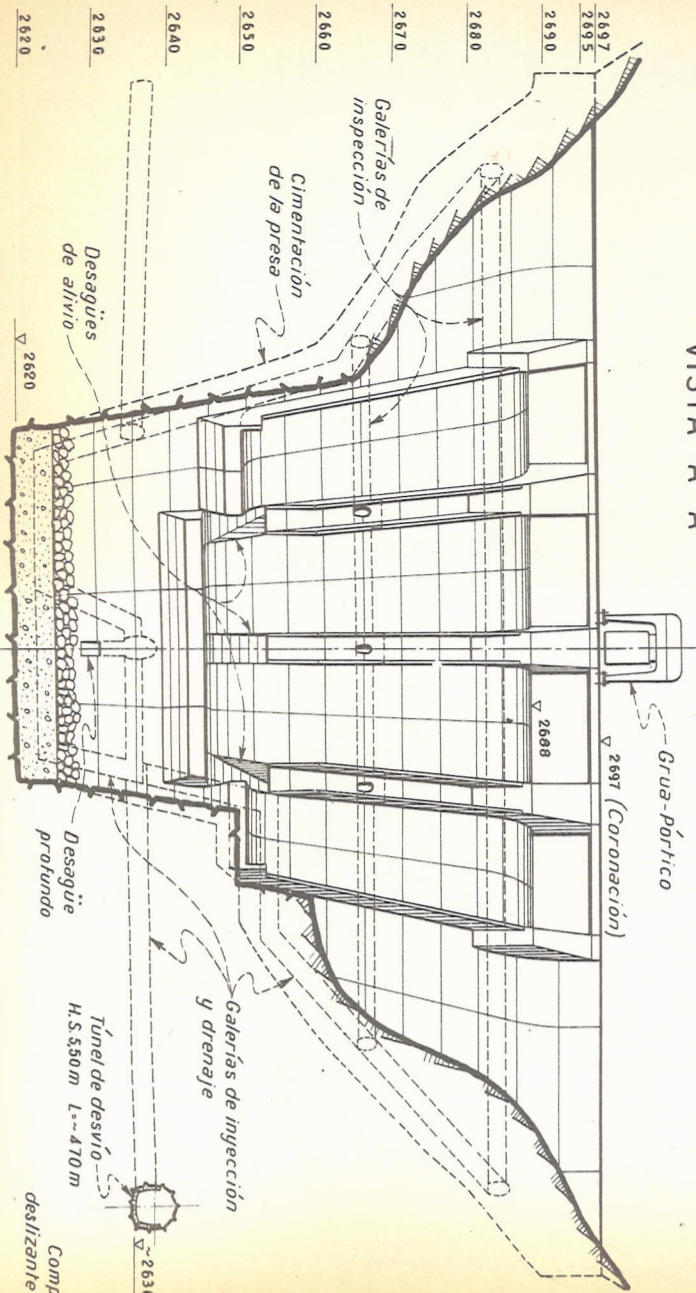 VISTA A-A
2697
2695
2690
2680
2670
2660
2650
2640
2630
2620
Grua-Pórtico
2697 (Coronación)
2688
Galerías de
inspección
Cimentación
de la presa
Desagües
de alivio
2620
Desagüe
profundo
Galerías de inyección
y drenaje
Túnel de desvío
H.S. 5,50 m L=~470 m
deslizante